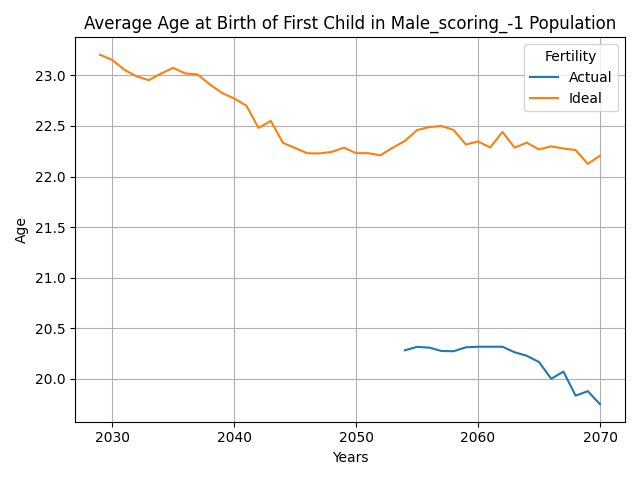 Average Age at Birth of First Child in Male_scoring_-1 Population
Fertility
Actual
Ideal
23.0
22.5
22.0
21.5
21.0
20.5
20.0
Age
2030 2040 2050 2060 2070
Years